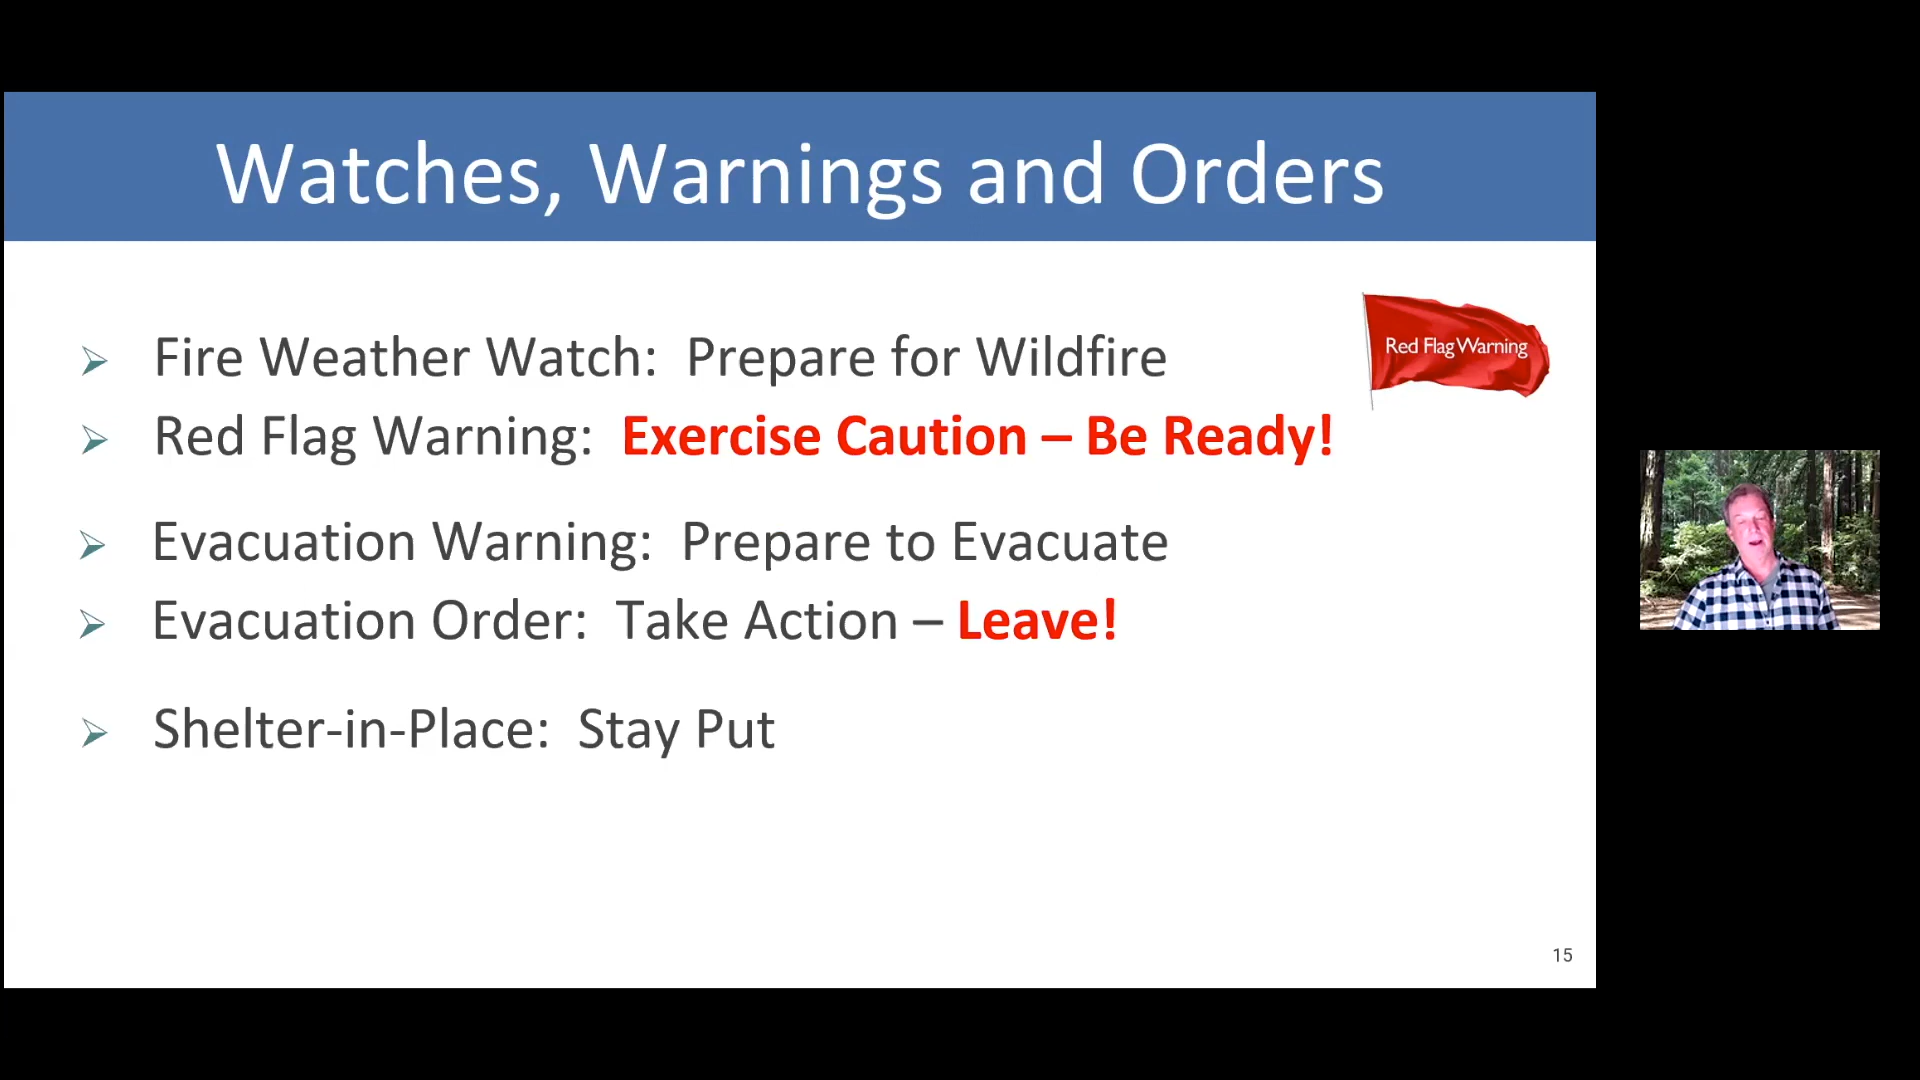 Watches, Warnings and Orders
Red Flag Warning
Fire Weather Watch: Prepare for Wildfire
Red Flag Warning: Exercise Caution – Be Ready!
Evacuation Warning: Prepare to Evacuate
Evacuation Order: Take Action – Leave!
Shelter-in-Place: Stay Put
15